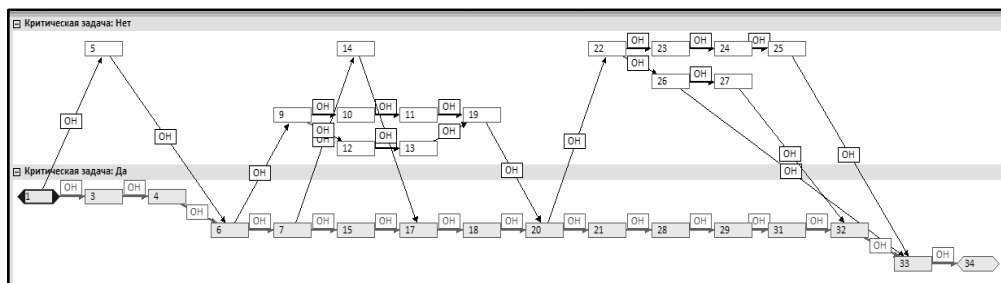 Критическая задача: Нет
5 14 22 ОН 23 ОН 24 ОН 25
ОН
26 ОН 27
9 ОН 10 ОН 11 ОН 19
ОН ОН ОН ОН ОН
ОН ОН 12 13 ОН
ОН ОН
ОН ОН
Критическая задача: Да
1 ОН 3 ОН 4
ОН
6 ОН 7 ОН 15 ОН 17 ОН 18 ОН 20 ОН 21 ОН 28 ОН 29 ОН 31 ОН 32
ОН
33 ОН 34